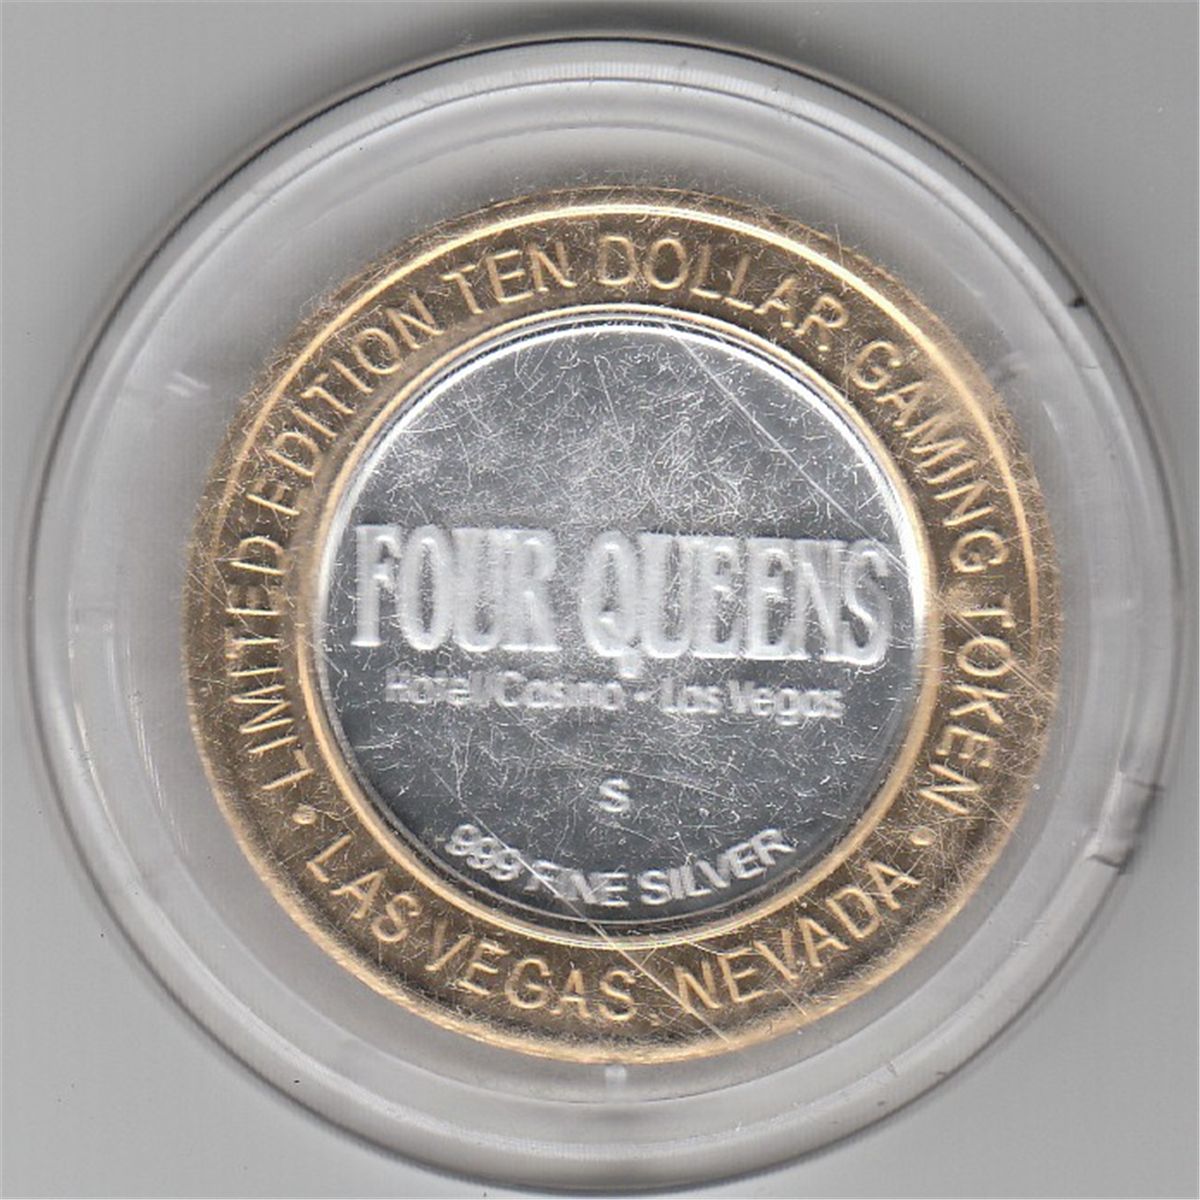 LIMITED EDITION TEN DOLLAR GAMING TOKEN
FOUR QUEENS
Hotel/Casino - Las Vegas
S
.999 FINE SILVER
• LAS VEGAS, NEVADA •